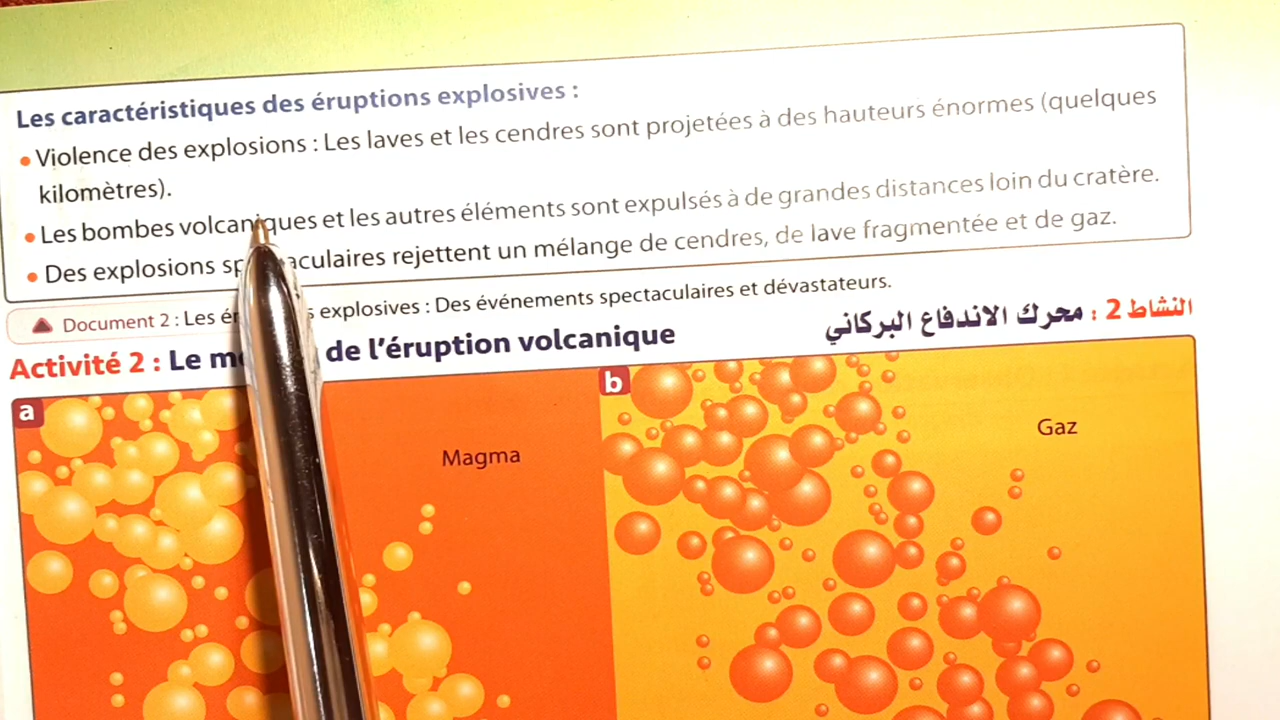 Les caractéristiques des éruptions explosives :
• Violence des explosions : Les laves et les cendres sont projetées à des hauteurs énormes (quelques
kilomètres).
• Les bombes volcaniques et les autres éléments sont expulsés à de grandes distances loin du cratère.
• Des explosions rejettent un mélange de cendres, de lave fragmentée et de gaz.
Document 2 : Les explosives : Des événements spectaculaires et dévastateurs.
Activité 2 : Le de l'éruption volcanique
النشاط 2 : محرك الاندفاع البركاني
a
Magma
b
Gaz